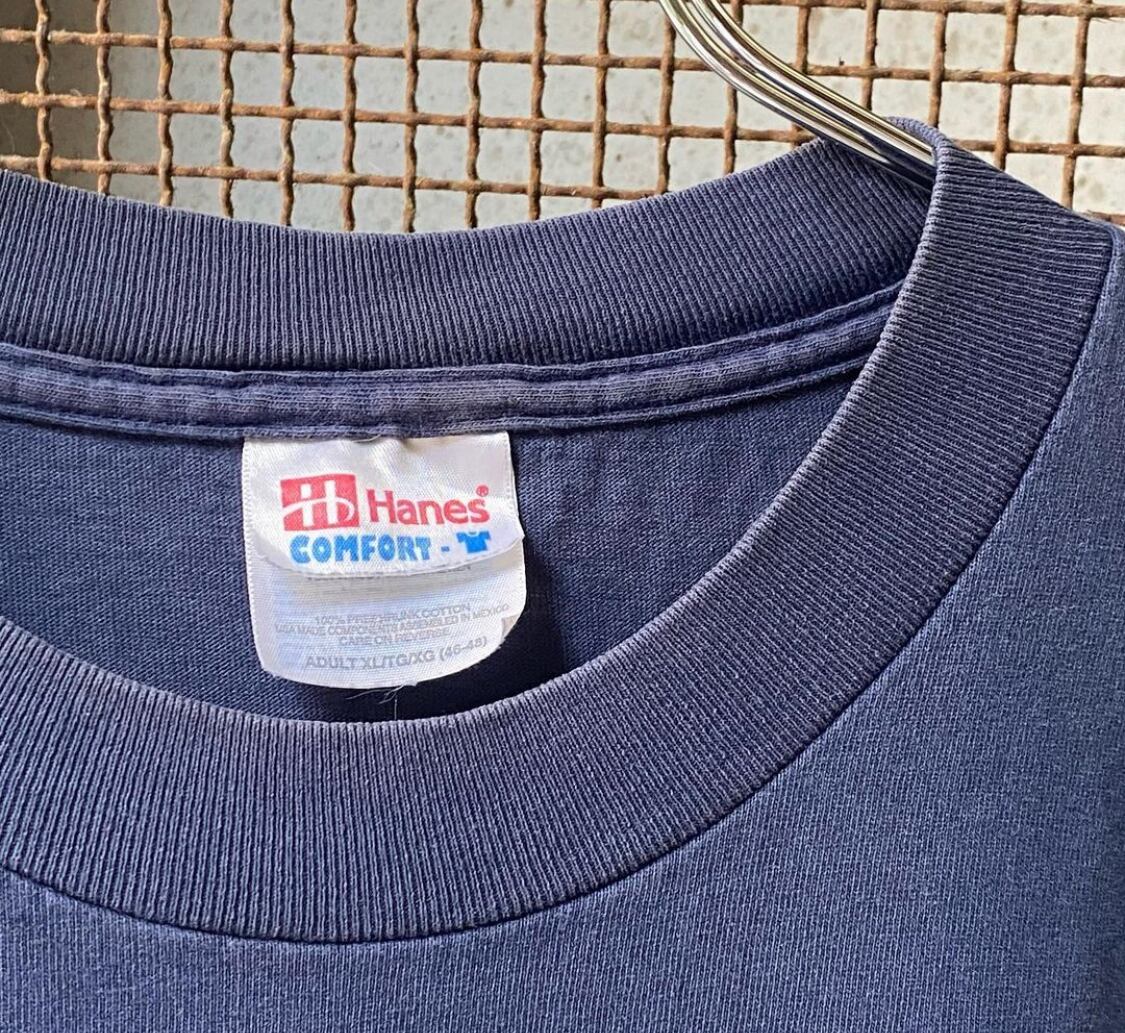 Hanes®
COMFORT -
100% PRESHRUNK COTTON
USA MADE COMPONENTS ASSEMBLED IN MEXICO
CARE ON REVERSE
ADULT XL/TG/XG (46-48)